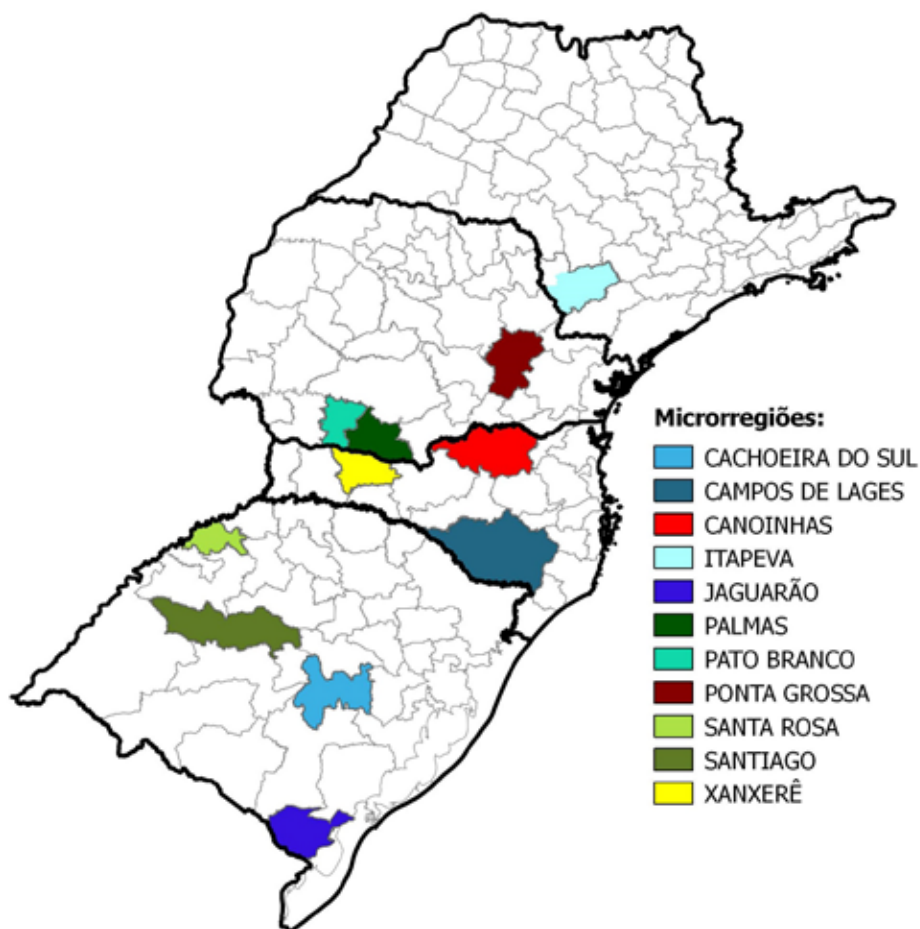 Microrregiões:
CACHOEIRA DO SUL
CAMPOS DE LAGES
CANOINHAS
ITAPEVA
JAGUARÃO
PALMAS
PATO BRANCO
PONTA GROSSA
SANTA ROSA
SANTIAGO
XANXERÊ